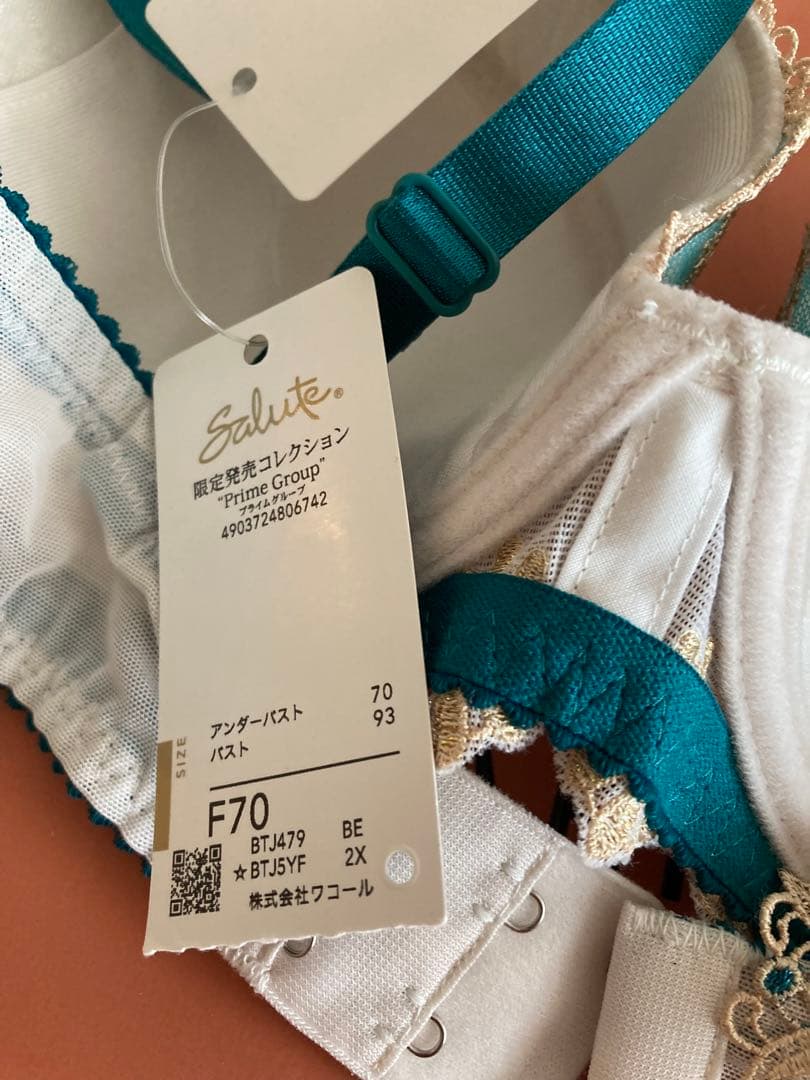 Salute®
限定発売コレクション
“Prime Group”
プライムグループ
4903724806742
アンダーバスト 70
バスト 93
SIZE
F70
BTJ479 BE
☆BTJ5YF 2X
株式会社ワコール